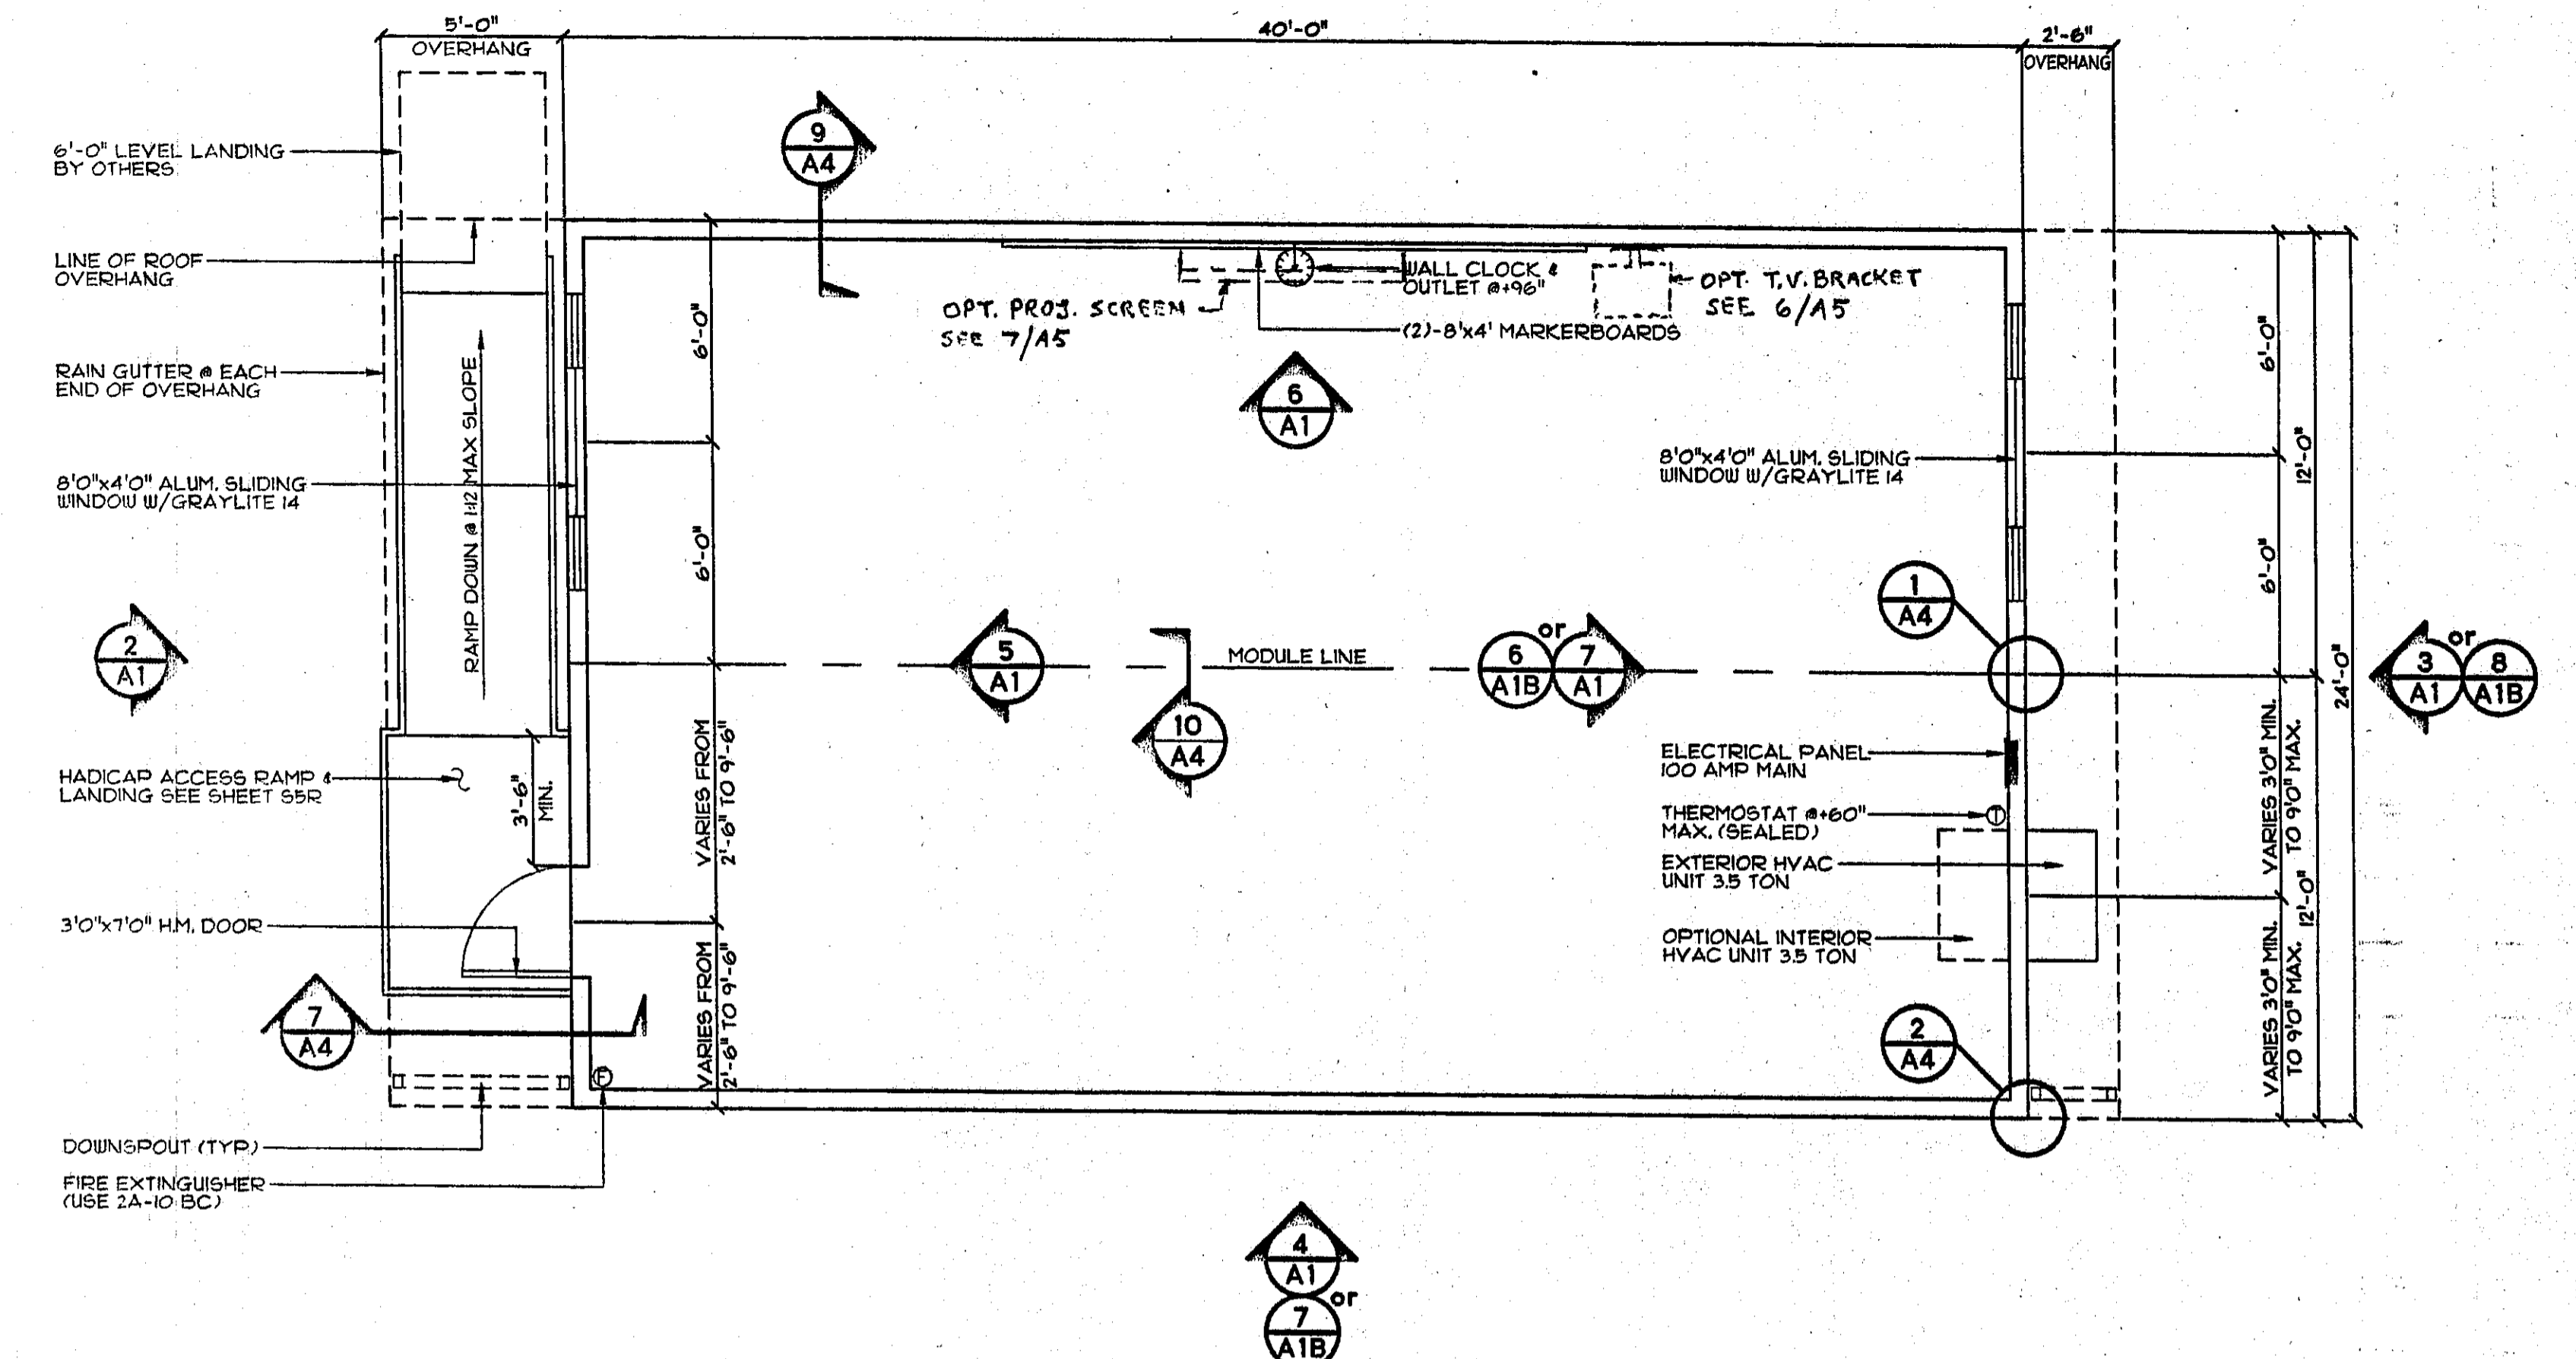 5'-0"
OVERHANG
40'-0"
2'-6"
OVERHANG
9
A4
6'-0" LEVEL LANDING
BY OTHERS
LINE OF ROOF
OVERHANG
WALL CLOCK &
OUTLET @+96"
OPT. T.V. BRACKET
SEE 6/A5
OPT. PROJ. SCREEN
SEE 7/A5
(2)-8'x4' MARKERBOARDS
6'-0"
6'-0"
RAIN GUTTER @ EACH
END OF OVERHANG
RAMP DOWN @ 1:12 MAX SLOPE
6
A1
8'0"x4'0" ALUM. SLIDING
WINDOW W/GRAYLITE 14
8'0"x4'0" ALUM. SLIDING
WINDOW W/GRAYLITE 14
12'-0"
6'-0"
6'-0"
1
A4
2
A1
5
A1
MODULE LINE
6
A1B
or
7
A1
3
A1
or
8
A1B
24'-0"
10
A4
VARIES FROM
2'-6" TO 9'-6"
VARIES 3'0" MIN.
TO 9'0" MAX.
ELECTRICAL PANEL
100 AMP MAIN
HADICAP ACCESS RAMP &
LANDING SEE SHEET S5R
3'-6"
MIN.
THERMOSTAT @+60"
MAX. (SEALED)
T
EXTERIOR HVAC
UNIT 3.5 TON
12'-0"
3'0"x7'0" H.M. DOOR
OPTIONAL INTERIOR
HVAC UNIT 3.5 TON
VARIES FROM
2'-6" TO 9'-6"
VARIES 3'0" MIN.
TO 9'0" MAX.
7
A4
2
A4
F
DOWNSPOUT (TYP.)
FIRE EXTINGUISHER
(USE 2A-10 BC)
4
A1
or
7
A1B